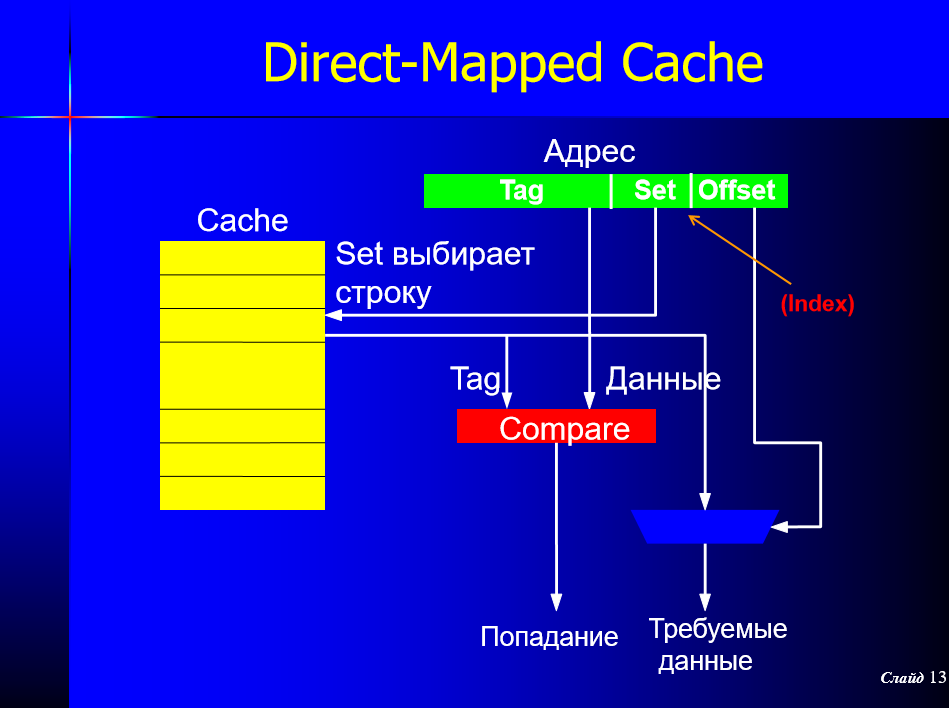 Direct-Mapped Cache
Адрес
Tag Set Offset
Cache
Set выбирает
строку
(Index)
Tag
Данные
Compare
Попадание
Требуемые
данные
Слайд 13